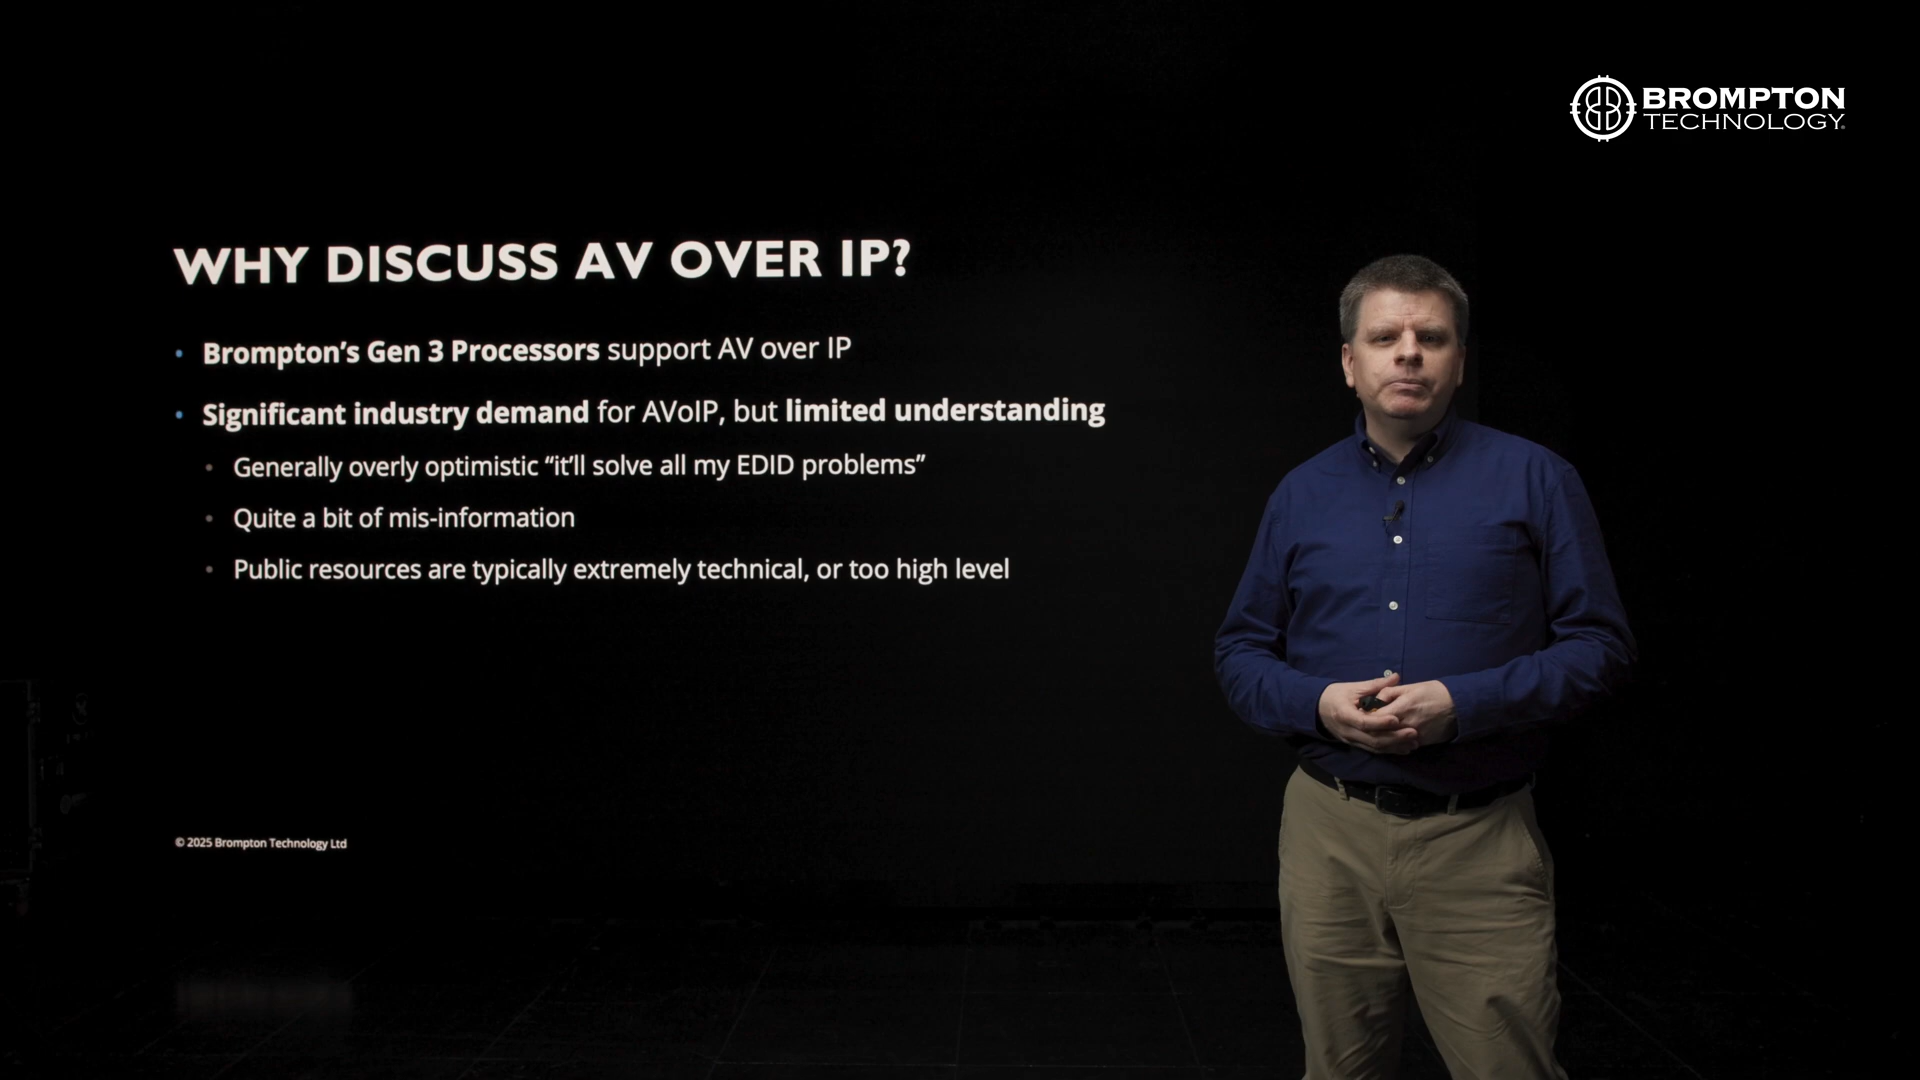 BROMPTON
TECHNOLOGY
WHY DISCUSS AV OVER IP?
• Brompton's Gen 3 Processors support AV over IP
• Significant industry demand for AVoIP, but limited understanding
• Generally overly optimistic “it'll solve all my EDID problems”
• Quite a bit of mis-information
• Public resources are typically extremely technical, or too high level
© 2025 Brompton Technology Ltd